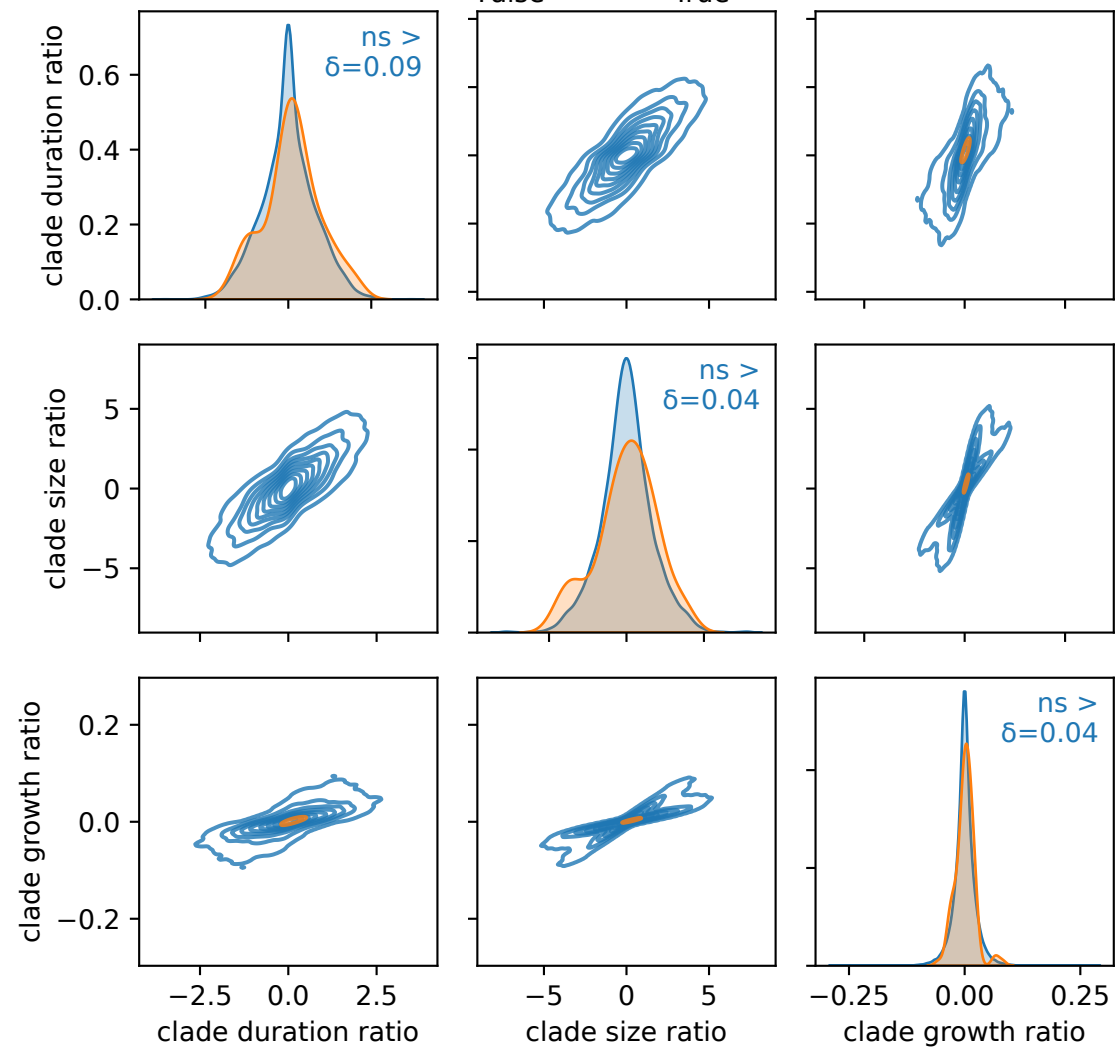 clade duration ratio
0.6
0.4
0.2
0.0
ns >
δ=0.09
clade size ratio
5
0
−5
ns >
δ=0.04
clade growth ratio
0.2
0.0
−0.2
ns >
δ=0.04
−2.5 0.0 2.5
−5 0 5
−0.25 0.00 0.25
clade duration ratio
clade size ratio
clade growth ratio